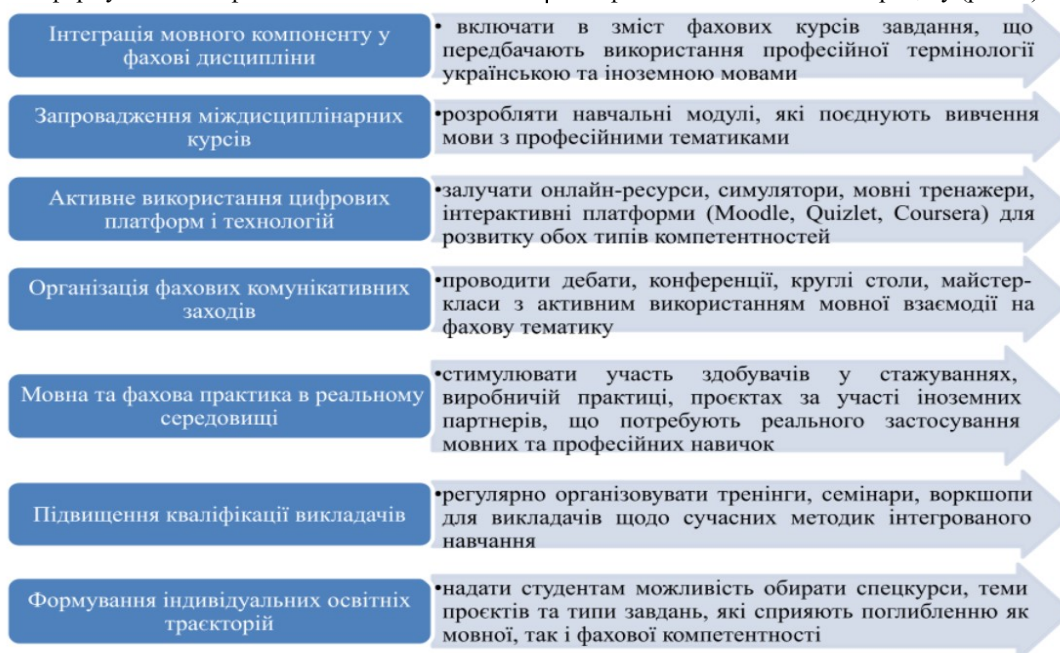 Інтеграція мовного компоненту у
фахові дисципліни
• включати в зміст фахових курсів завдання, що
передбачають використання професійної термінології
українською та іноземною мовами
Запровадження міждисциплінарних
курсів
•розробляти навчальні модулі, які поєднують вивчення
мови з професійними тематиками
Активне використання цифрових
платформ і технологій
•залучати онлайн-ресурси, симулятори, мовні тренажери,
інтерактивні платформи (Moodle, Quizlet, Coursera) для
розвитку обох типів компетентностей
Організація фахових комунікативних
заходів
•проводити дебати, конференції, круглі столи, майстер-
класи з активним використанням мовної взаємодії на
фахову тематику
Мовна та фахова практика в реальному
середовищі
•стимулювати участь здобувачів у стажуваннях,
виробничій практиці, проєктах за участі іноземних
партнерів, що потребують реального застосування
мовних та професійних навичок
Підвищення кваліфікації викладачів
•регулярно організовувати тренінги, семінари, воркшопи
для викладачів щодо сучасних методик інтегрованого
навчання
Формування індивідуальних освітніх
траєкторій
•надати студентам можливість обирати спецкурси, теми
проєктів та типи завдань, які сприяють поглибленню як
мовної, так і фахової компетентності